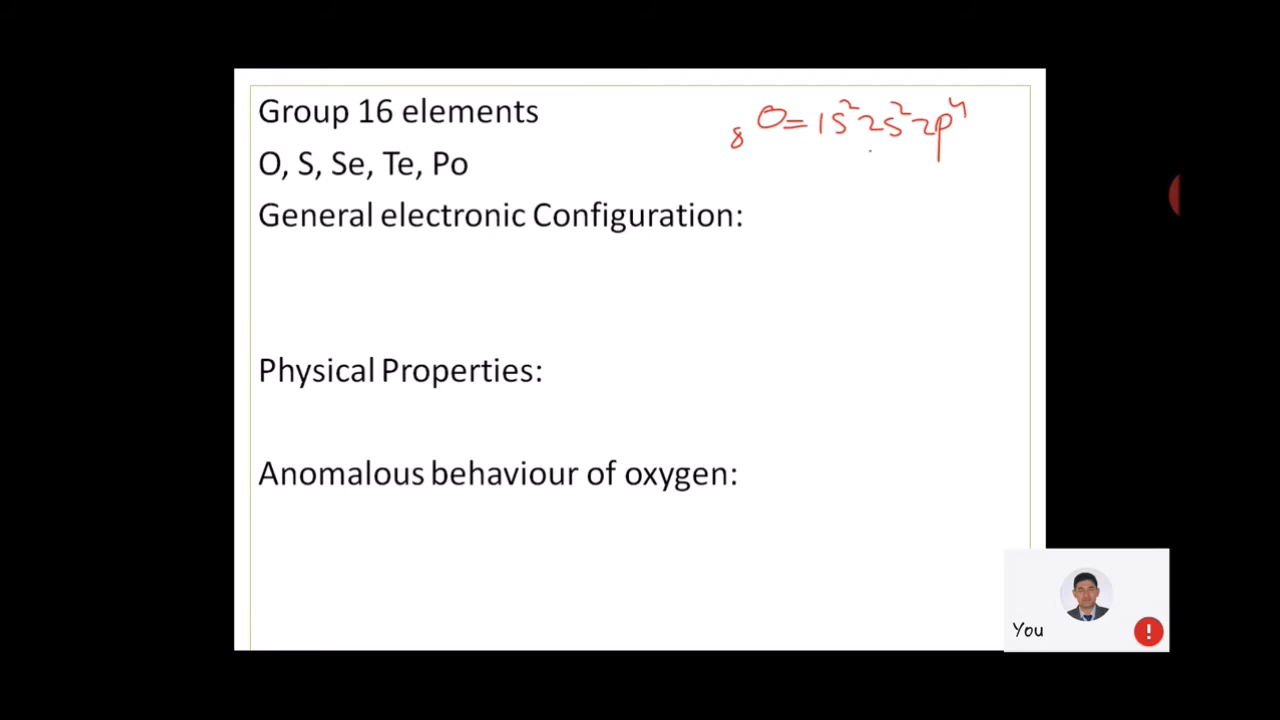 Group 16 elements
₈O=1s²2s²2p⁴
O, S, Se, Te, Po
General electronic Configuration:
Physical Properties:
Anomalous behaviour of oxygen:
You
!